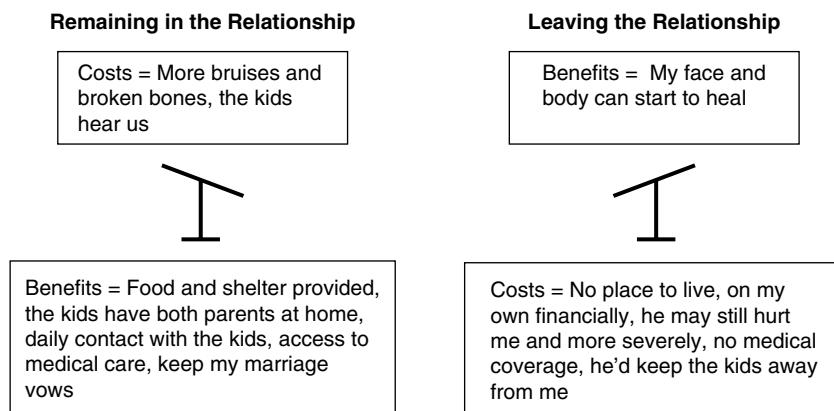 Remaining in the Relationship
Costs = More bruises and
broken bones, the kids
hear us
Benefits = Food and shelter provided,
the kids have both parents at home,
daily contact with the kids, access to
medical care, keep my marriage
vows
Leaving the Relationship
Benefits = My face and
body can start to heal
Costs = No place to live, on my
own financially, he may still hurt
me and more severely, no medical
coverage, he'd keep the kids away
from me